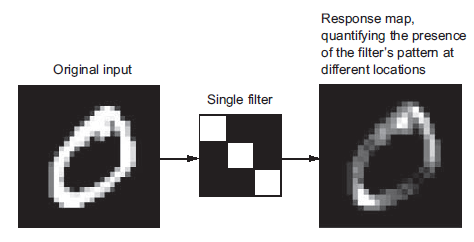 Original input
Single filter
Response map,
quantifying the presence
of the filter's pattern at
different locations